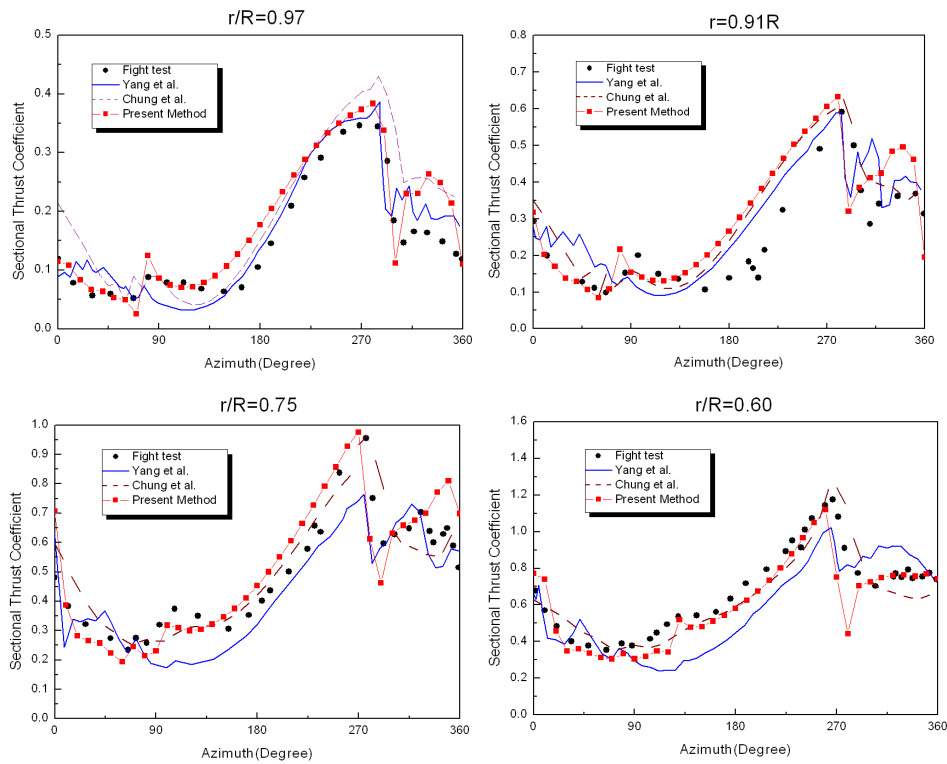 r/R=0.97
0.5
0.4
0.3
0.2
0.1
0.0
Sectional Thrust Coefficient
Fight test
Yang et al.
Chung et al.
Present Method
0
90
180
270
360
Azimuth(Degree)
r=0.91R
0.8
0.7
0.6
0.5
0.4
0.3
0.2
0.1
0.0
Sectional Thrust Coefficient
Fight test
Yang et al.
Chung et al.
Present Method
0
90
180
270
360
Azimuth(Degree)
r/R=0.75
1.0
0.9
0.8
0.7
0.6
0.5
0.4
0.3
0.2
0.1
0.0
Sectional Thrust Coefficient
Fight test
Yang et al.
Chung et al.
Present Method
0
90
180
270
360
Azimuth(Degree)
r/R=0.60
1.6
1.4
1.2
1.0
0.8
0.6
0.4
0.2
0.0
Sectional Thrust Coefficient
Fight test
Yang et al.
Chung et al.
Present Method
0
90
180
270
360
Azimuth(Degree)